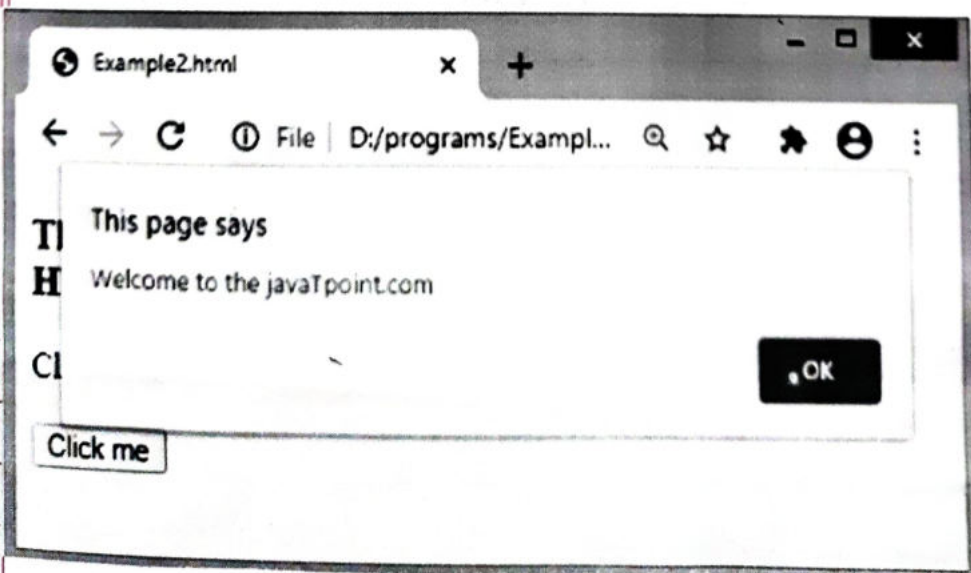 Example2.html
File D:/programs/Exampl...
This page says
Welcome to the javaTpoint.com
OK
Click me